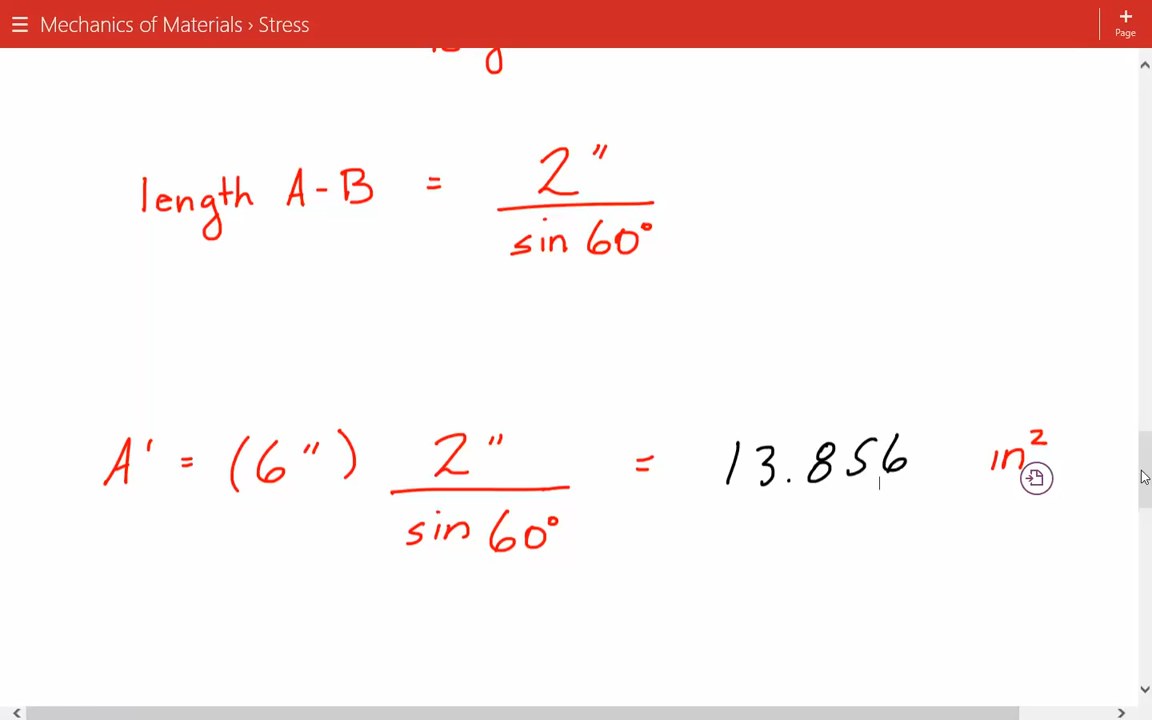 Mechanics of Materials › Stress
Page
length A-B = 2" / sin 60°
A' = (6") 2" / sin 60° = 13.856 in²